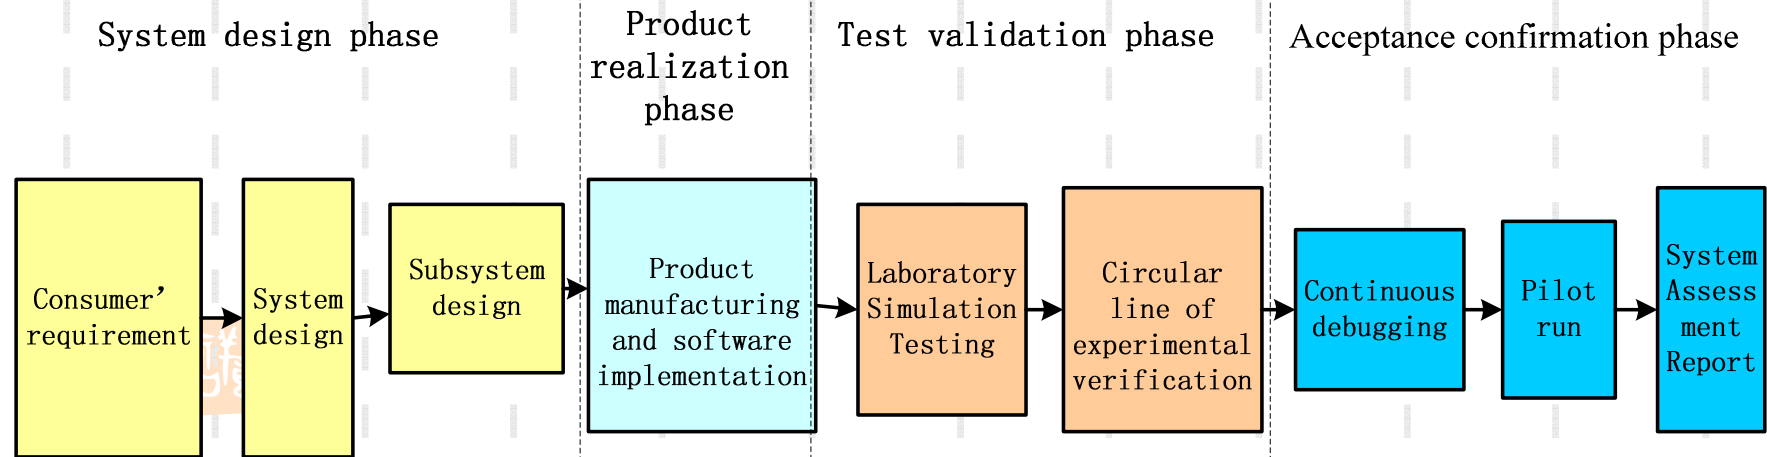 System design phase
Product
realization
phase
Test validation phase
Acceptance confirmation phase
Consumer’
requirement
System
design
Subsystem
design
Product
manufacturing
and software
implementation
Laboratory
Simulation
Testing
Circular
line of
experimental
verification
Continuous
debugging
Pilot
run
System
Assess
ment
Report